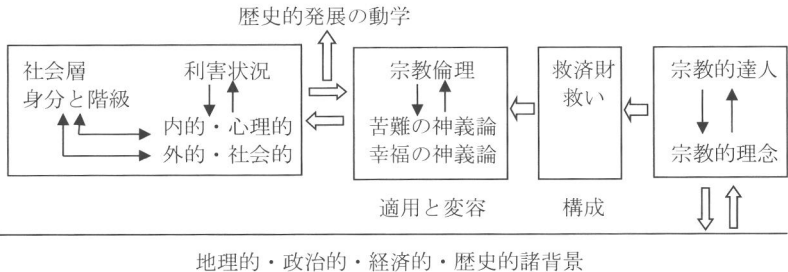 歴史的発展の動学
社会層
身分と階級
利害状況
内的・心理的
外的・社会的
宗教倫理
苦難の神義論
幸福の神義論
救済財
救い
宗教的達人
宗教的理念
適用と変容
構成
地理的・政治的・経済的・歴史的諸背景